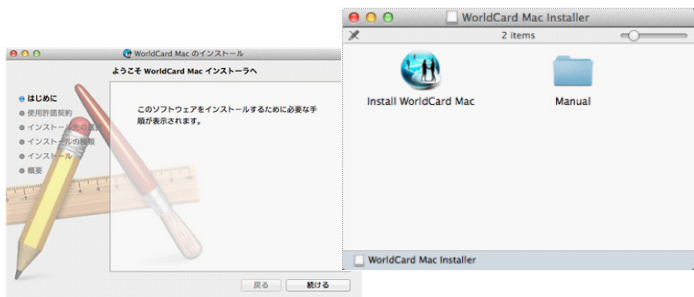 WorldCard Mac のインストール
ようこそ WorldCard Mac インストーラへ
はじめに
使用許諾契約
インストール先の選択
インストールの種類
インストール
概要
このソフトウェアをインストールするために必要な手
順が表示されます。
戻る
続ける
WorldCard Mac Installer
2 items
Install WorldCard Mac
Manual
WorldCard Mac Installer